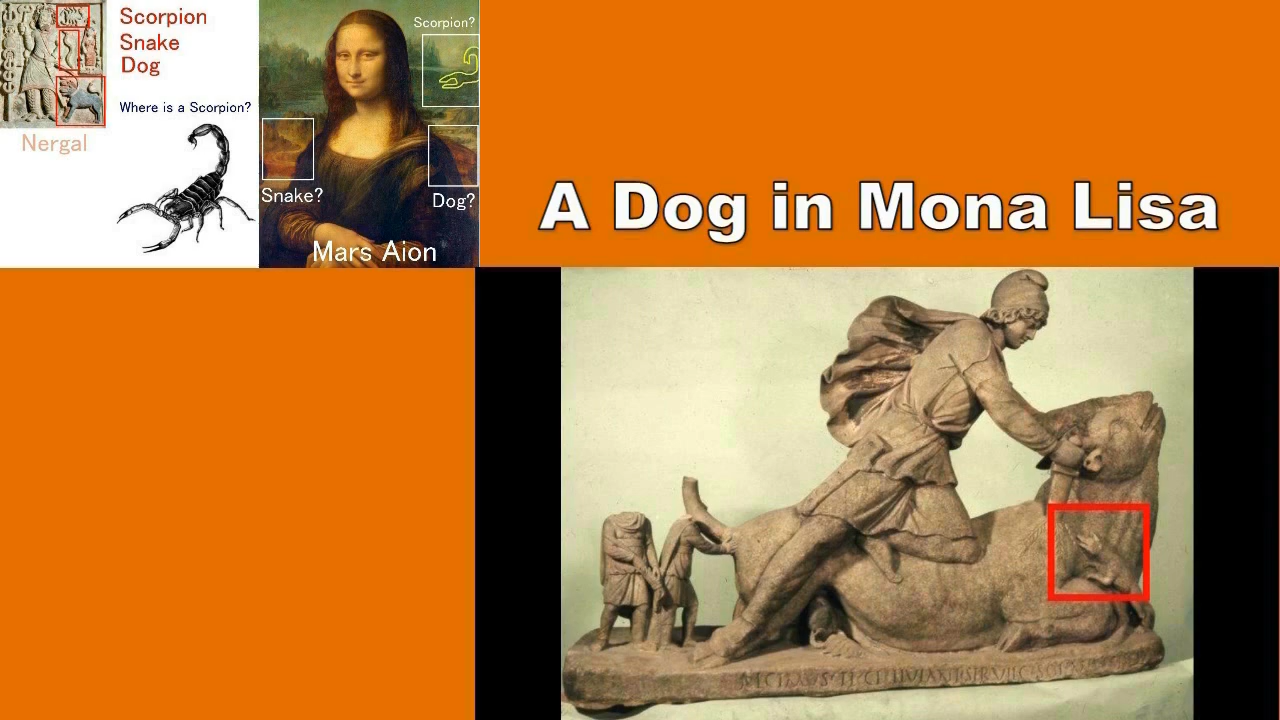 Scorpion
Snake
Dog
Where is a Scorpion?
Nergal
Scorpion?
Snake?
Dog?
Mars Aion
A Dog in Mona Lisa